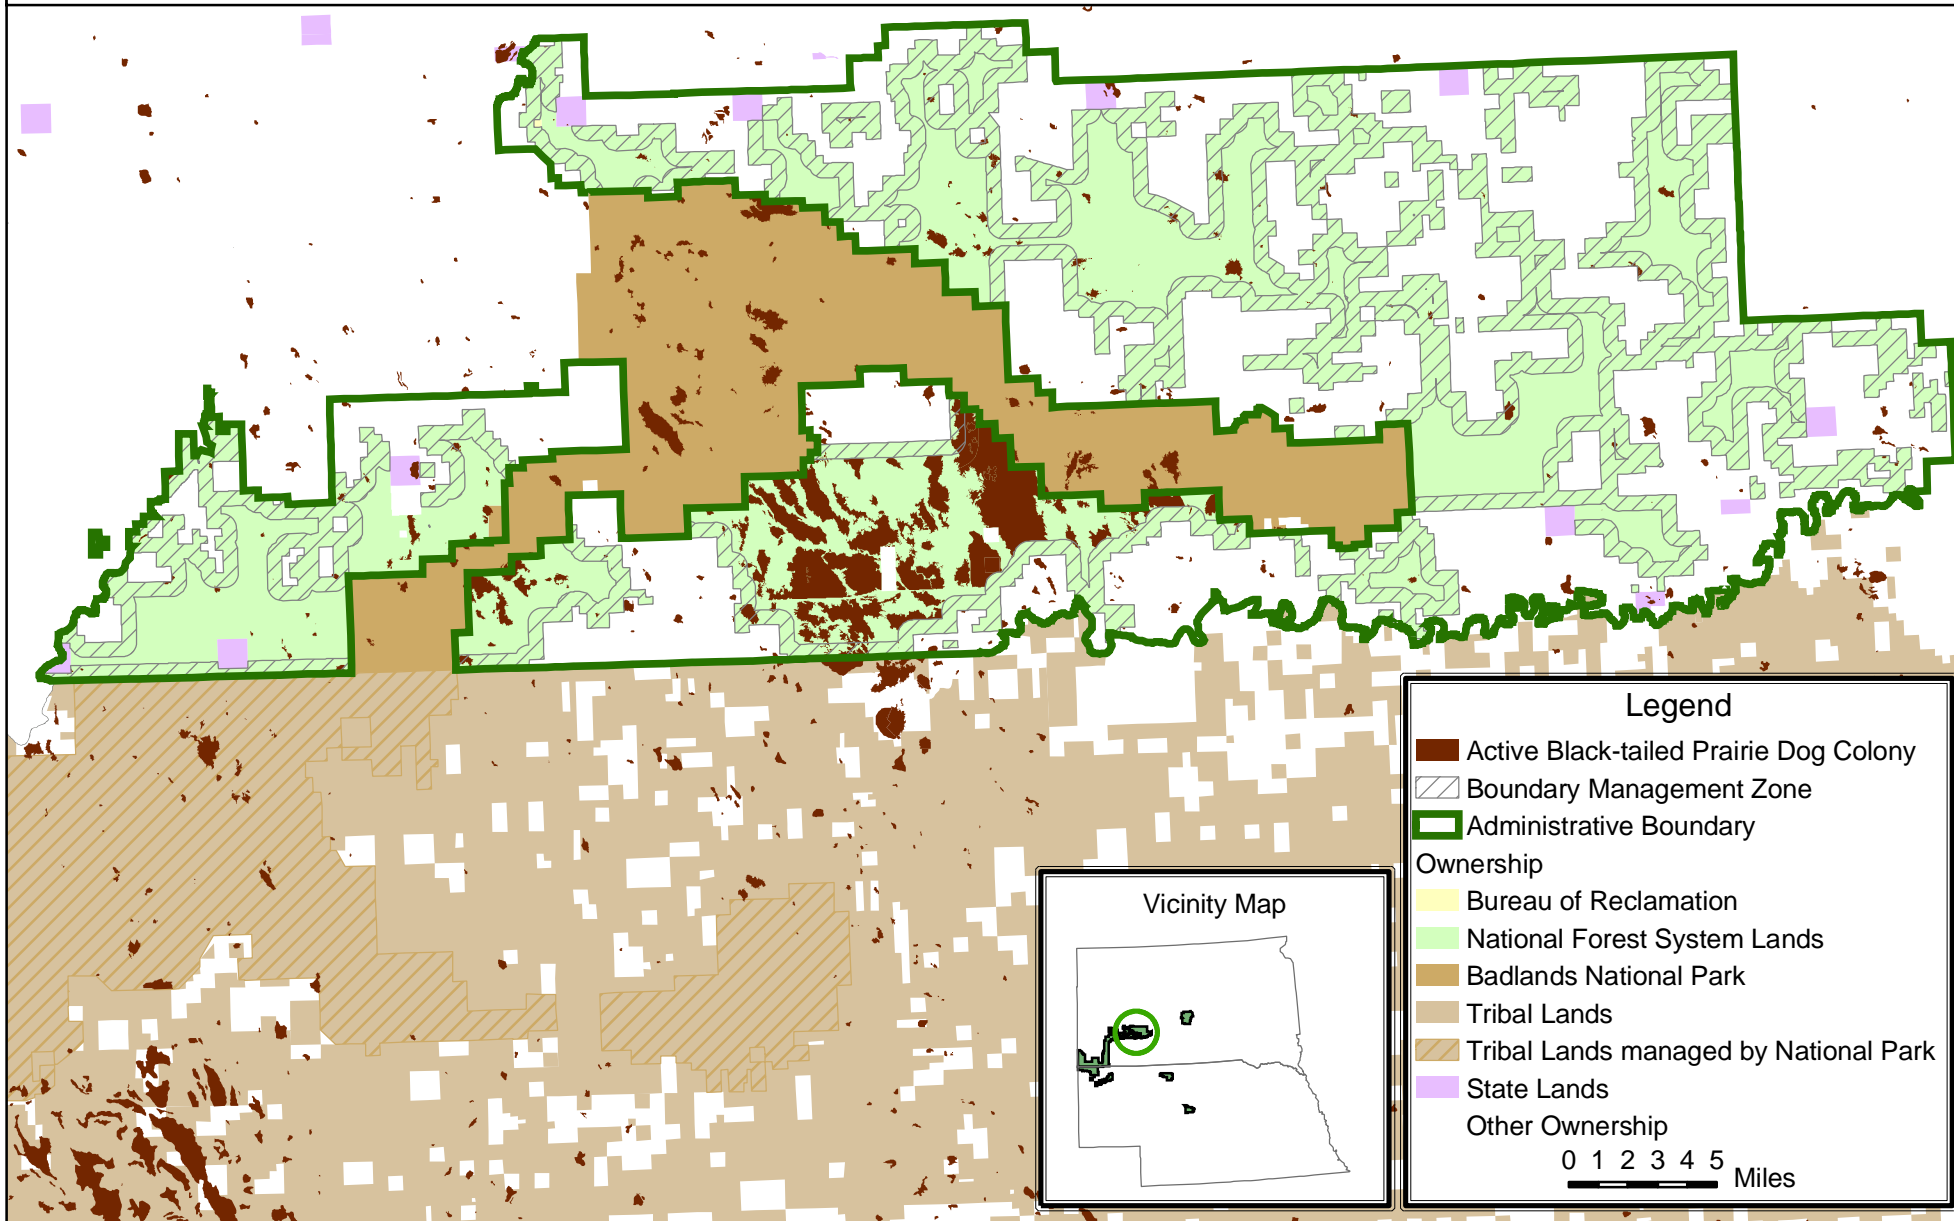 Legend
Active Black-tailed Prairie Dog Colony
Boundary Management Zone
Administrative Boundary
Ownership
Bureau of Reclamation
National Forest System Lands
Badlands National Park
Tribal Lands
Tribal Lands managed by National Park
State Lands
Other Ownership
0 1 2 3 4 5
Miles
Vicinity Map